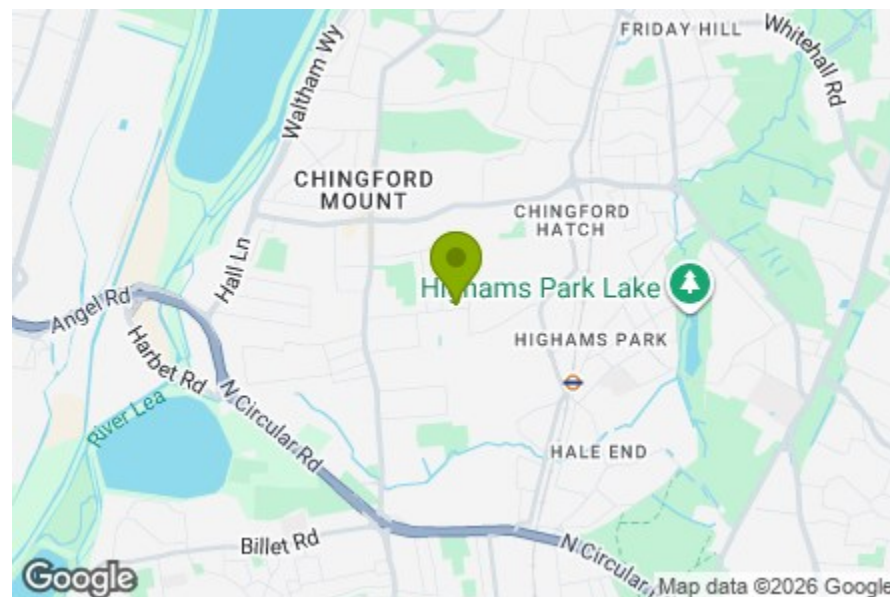 FRIDAY HILL
Whitehall Rd
Waltham Wy
CHINGFORD
MOUNT
CHINGFORD
HATCH
Hall Ln
Highams Park Lake
Angel Rd
HIGHAMS PARK
Harbet Rd
River Lea
N Circular Rd
HALE END
Billet Rd
N Circular
Google
Map data ©2026 Google